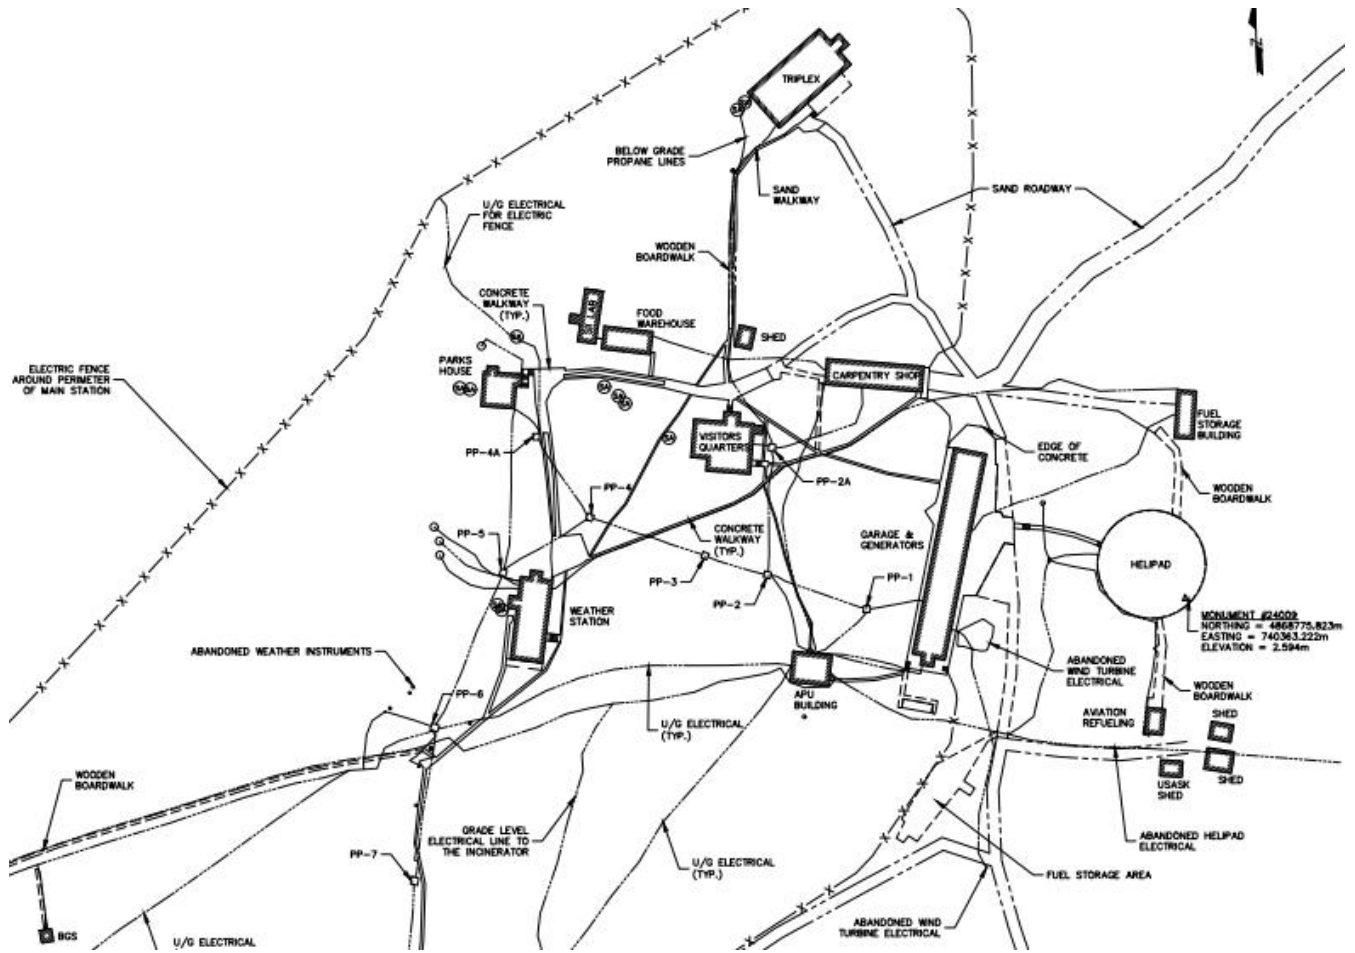 N
TRIPLEX
BELOW GRADE
PROPANE LINES
SAND
WALKWAY
SAND ROADWAY
U/G ELECTRICAL
FOR ELECTRIC
FENCE
WOODEN
BOARDWALK
CONCRETE
WALKWAY
(TYP.)
FOOD
WAREHOUSE
SHED
PARKS
HOUSE
CARPENTRY SHOP
ELECTRIC FENCE
AROUND PERIMETER
OF MAIN STATION
SA
SA
SA
FUEL
STORAGE
BUILDING
VISITORS
QUARTERS
EDGE OF
CONCRETE
PP-4A
PP-2A
PP-4
WOODEN
BOARDWALK
CONCRETE
WALKWAY
(TYP.)
GARAGE &
GENERATORS
PP-5
PP-3
PP-2
PP-1
HELIPAD
WEATHER
STATION
MONUMENT #24009
NORTHING = 4868775.823m
EASTING = 740363.222m
ELEVATION = 2.594m
ABANDONED WEATHER INSTRUMENTS
ABANDONED
WIND TURBINE
ELECTRICAL
PP-6
APU
BUILDING
WOODEN
BOARDWALK
U/G ELECTRICAL
(TYP.)
AVIATION
REFUELING
SHED
WOODEN
BOARDWALK
USASK
SHED
SHED
GRADE LEVEL
ELECTRICAL LINE TO
THE INCINERATOR
ABANDONED HELIPAD
ELECTRICAL
PP-7
U/G ELECTRICAL
(TYP.)
FUEL STORAGE AREA
BGS
U/G ELECTRICAL
ABANDONED WIND
TURBINE ELECTRICAL